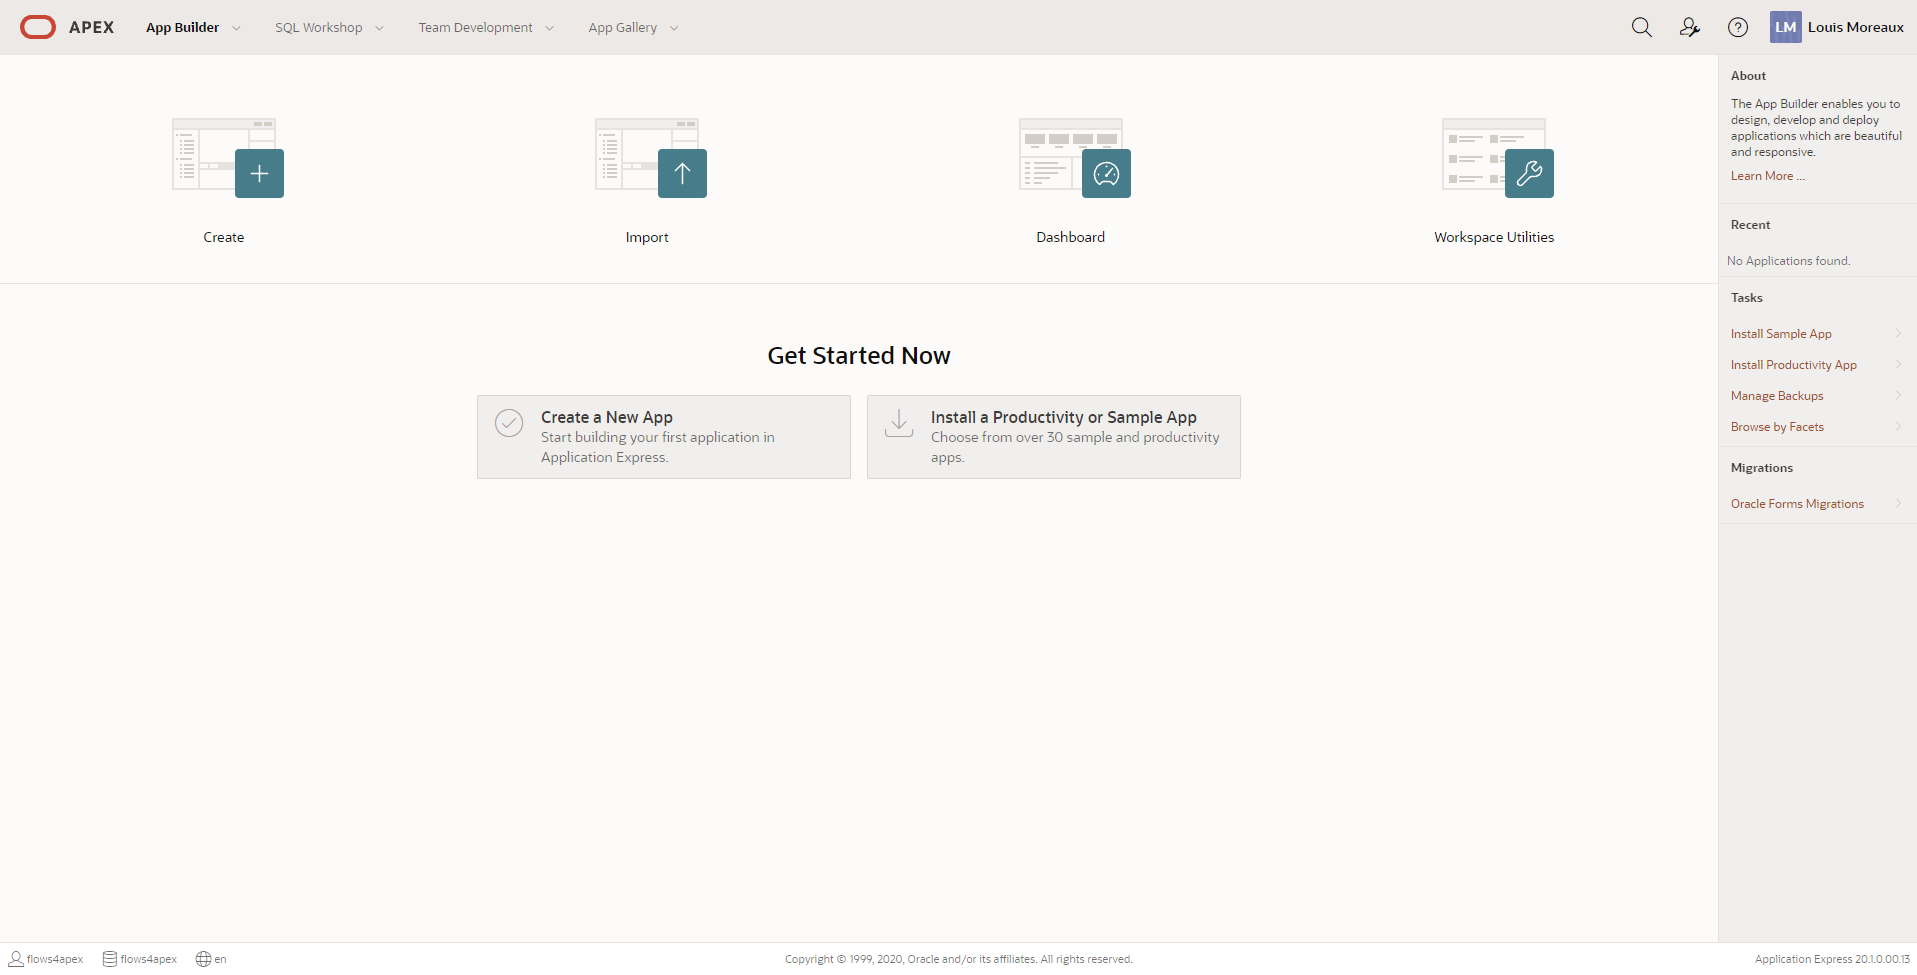 APEX
App Builder
SQL Workshop
Team Development
App Gallery
LM
Louis Moreaux
Create
Import
Dashboard
Workspace Utilities
Get Started Now
Create a New App
Start building your first application in
Application Express.
Install a Productivity or Sample App
Choose from over 30 sample and productivity
apps.
About
The App Builder enables you to
design, develop and deploy
applications which are beautiful
and responsive.
Learn More ...
Recent
No Applications found.
Tasks
Install Sample App
Install Productivity App
Manage Backups
Browse by Facets
Migrations
Oracle Forms Migrations
flows4apex
flows4apex
en
Copyright © 1999, 2020, Oracle and/or its affiliates. All rights reserved.
Application Express 20.1.0.00.13